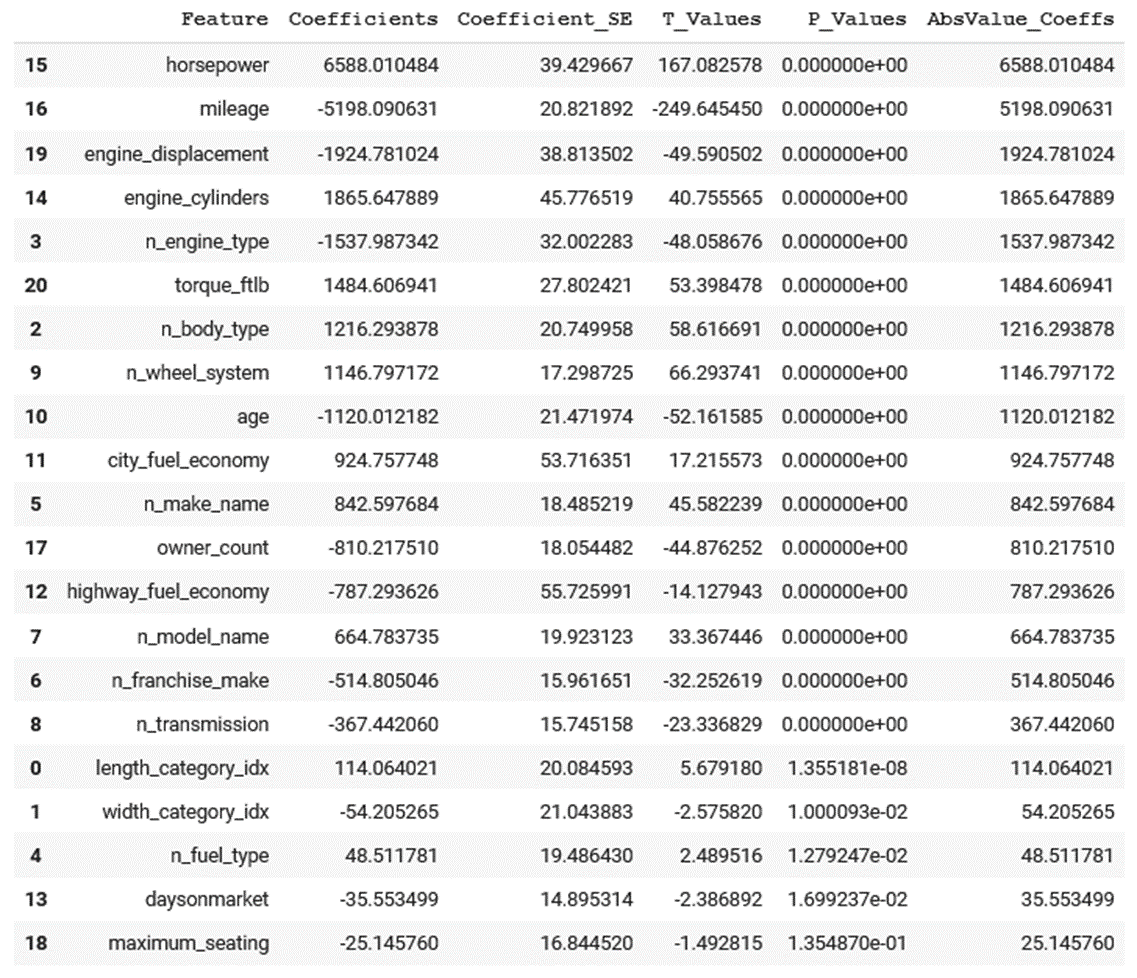 Feature Coefficients Coefficient_SE T_Values P_Values AbsValue_Coeffs
15 horsepower 6588.010484 39.429667 167.082578 0.000000e+00 6588.010484
16 mileage -5198.090631 20.821892 -249.645450 0.000000e+00 5198.090631
19 engine_displacement -1924.781024 38.813502 -49.590502 0.000000e+00 1924.781024
14 engine_cylinders 1865.647889 45.776519 40.755565 0.000000e+00 1865.647889
3 n_engine_type -1537.987342 32.002283 -48.058676 0.000000e+00 1537.987342
20 torque_ftlb 1484.606941 27.802421 53.398478 0.000000e+00 1484.606941
2 n_body_type 1216.293878 20.749958 58.616691 0.000000e+00 1216.293878
9 n_wheel_system 1146.797172 17.298725 66.293741 0.000000e+00 1146.797172
10 age -1120.012182 21.471974 -52.161585 0.000000e+00 1120.012182
11 city_fuel_economy 924.757748 53.716351 17.215573 0.000000e+00 924.757748
5 n_make_name 842.597684 18.485219 45.582239 0.000000e+00 842.597684
17 owner_count -810.217510 18.054482 -44.876252 0.000000e+00 810.217510
12 highway_fuel_economy -787.293626 55.725991 -14.127943 0.000000e+00 787.293626
7 n_model_name 664.783735 19.923123 33.367446 0.000000e+00 664.783735
6 n_franchise_make -514.805046 15.961651 -32.252619 0.000000e+00 514.805046
8 n_transmission -367.442060 15.745158 -23.336829 0.000000e+00 367.442060
0 length_category_idx 114.064021 20.084593 5.679180 1.355181e-08 114.064021
1 width_category_idx -54.205265 21.043883 -2.575820 1.000093e-02 54.205265
4 n_fuel_type 48.511781 19.486430 2.489516 1.279247e-02 48.511781
13 daysonmarket -35.553499 14.895314 -2.386892 1.699237e-02 35.553499
18 maximum_seating -25.145760 16.844520 -1.492815 1.354870e-01 25.145760